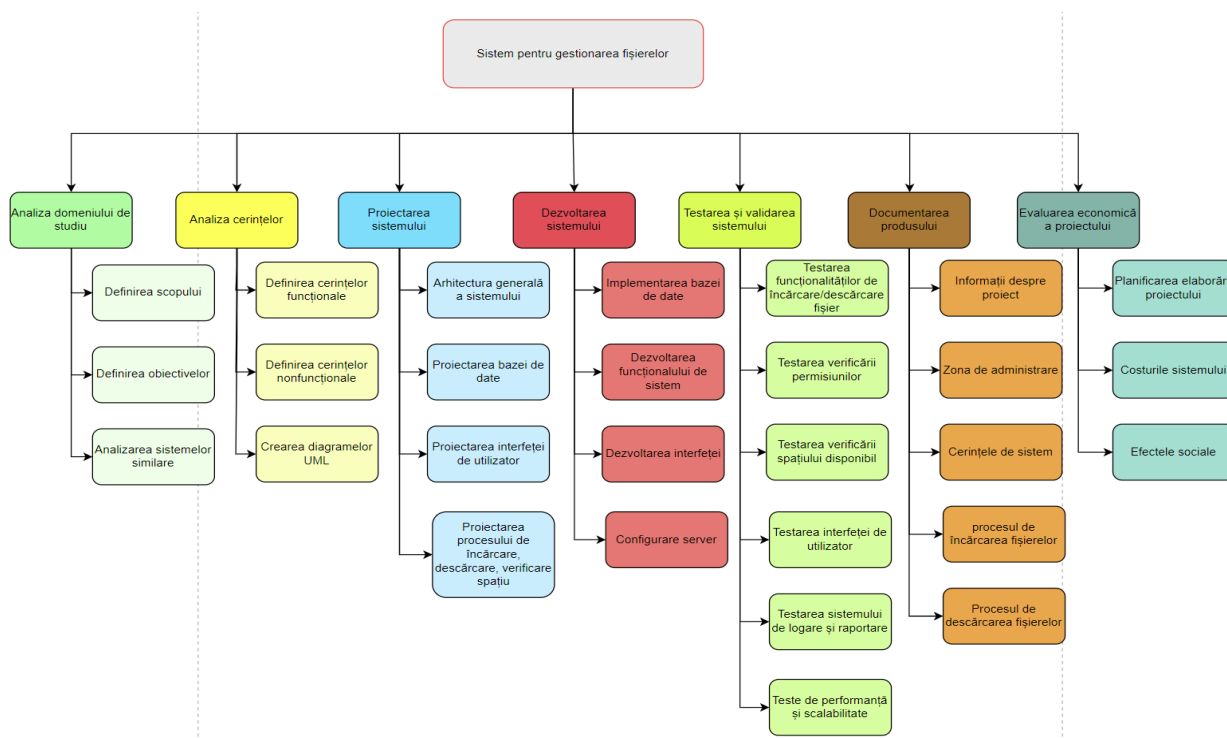 Sistem pentru gestionarea fișierelor
Analiza domeniului de
studiu
Analiza cerințelor
Proiectarea
sistemului
Dezvoltarea
sistemului
Testarea și validarea
sistemului
Documentarea
produsului
Evaluarea economică
a proiectului
Definirea scopului
Definirea obiectivelor
Analizarea sistemelor
similare
Definirea cerințelor
funcționale
Definirea cerințelor
nonfuncționale
Crearea diagramelor
UML
Arhitectura generală
a sistemului
Proiectarea bazei de
date
Proiectarea interfeței
de utilizator
Proiectarea
procesului de
încărcare,
descărcare, verificare
spațiu
Implementarea bazei
de date
Dezvoltarea
funcționalului de
sistem
Dezvoltarea interfeței
Configurare server
Testarea
funcționalităților de
încărcare/descărcare
fișier
Testarea verificării
permisiunilor
Testarea verificării
spațiului disponibil
Testarea interfeței de
utilizator
Testarea sistemului
de logare și raportare
Teste de performanță
și scalabilitate
Informații despre
proiect
Zona de administrare
Cerințele de sistem
procesul de
încărcarea fișierelor
Procesul de
descărcarea fișierelor
Planificarea elaborăr
proiectului
Costurile sistemului
Efectele sociale